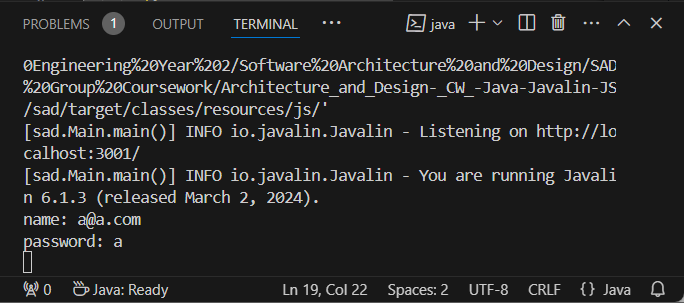 PROBLEMS 1 OUTPUT TERMINAL ··· java
0Engineering%20Year%202/Software%20Architecture%20and%20Design/SAD
%20Group%20Coursework/Architecture_and_Design-_CW_-Java-Javalin-JS
/sad/target/classes/resources/js/'
[sad.Main.main()] INFO io.javalin.Javalin - Listening on http://lo
calhost:3001/
[sad.Main.main()] INFO io.javalin.Javalin - You are running Javali
n 6.1.3 (released March 2, 2024).
name: a@a.com
password: a
0 Java: Ready Ln 19, Col 22 Spaces: 2 UTF-8 CRLF {} Java